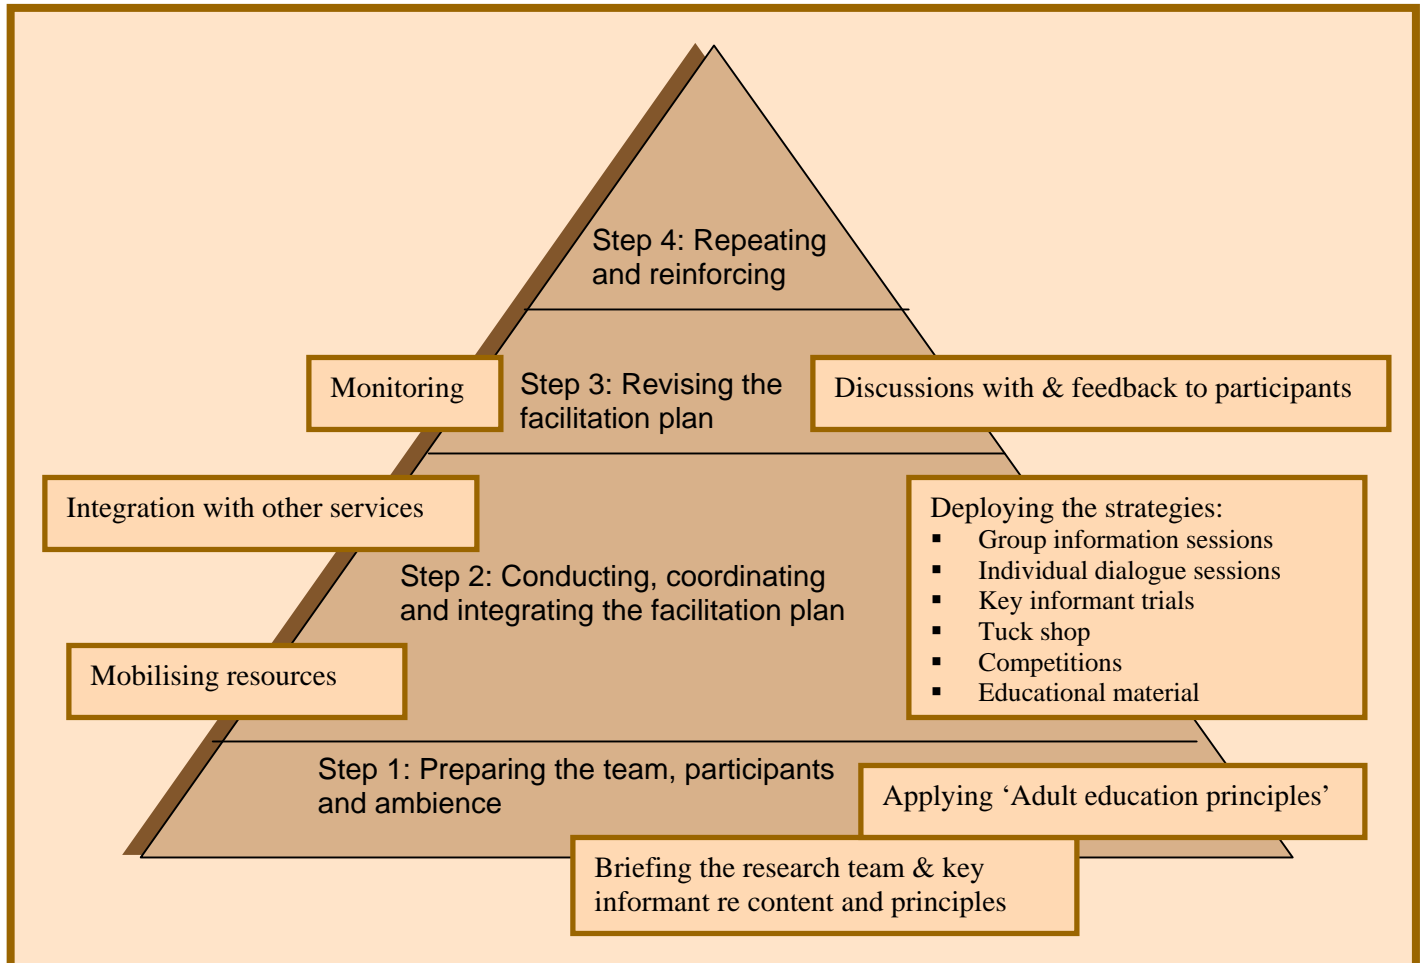 Step 4: Repeating
and reinforcing
Monitoring
Step 3: Revising the
facilitation plan
Discussions with & feedback to participants
Integration with other services
Deploying the strategies:
▪ Group information sessions
▪ Individual dialogue sessions
▪ Key informant trials
▪ Tuck shop
▪ Competitions
▪ Educational material
Step 2: Conducting, coordinating
and integrating the facilitation plan
Mobilising resources
Step 1: Preparing the team, participants
and ambience
Applying ‘Adult education principles’
Briefing the research team & key
informant re content and principles